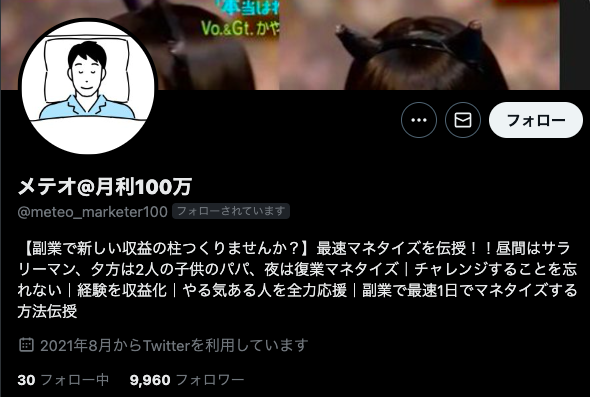 本当は
Vo.&Gt. かや
フォロー
メテオ@月利100万
@meteo_marketer100 フォローされています
【副業で新しい収益の柱つくりませんか？】最速マネタイズを伝授！！昼間はサラ
リーマン、夕方は2人の子供のパパ、夜は復業マネタイズ｜チャレンジすることを忘
れない｜経験を収益化｜やる気ある人を全力応援｜副業で最速1日でマネタイズする
方法伝授
2021年8月からTwitterを利用しています
30 フォロー中 9,960 フォロワー